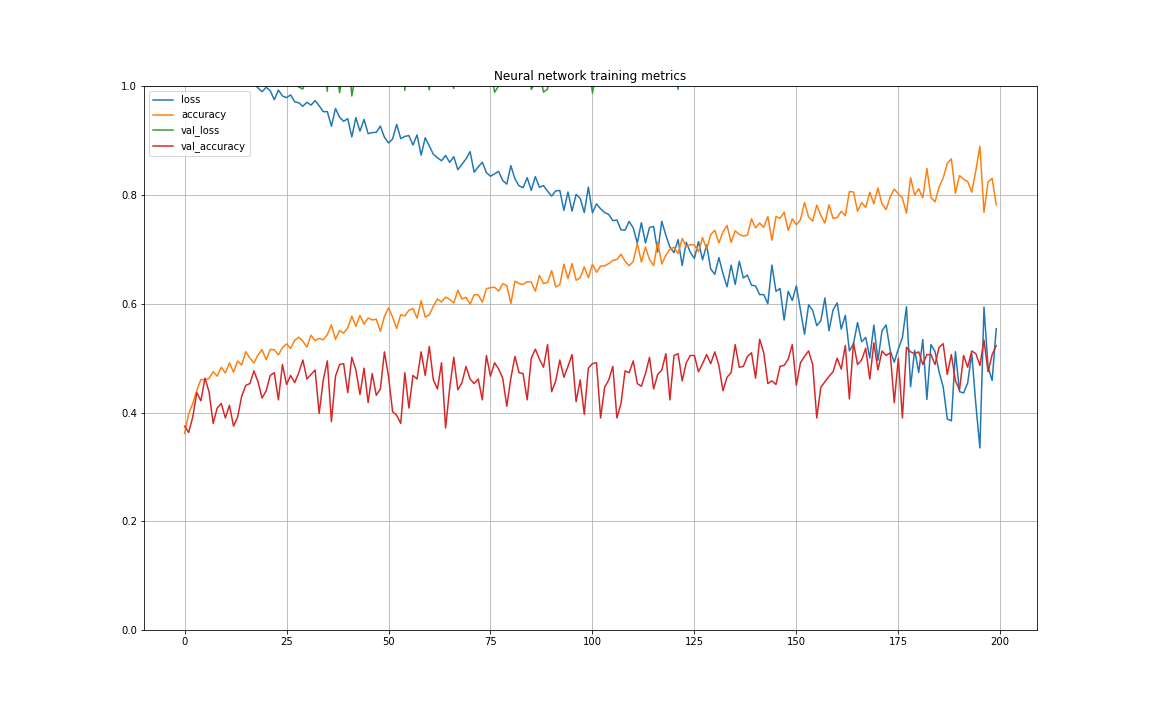 Neural network training metrics
1.0
loss
accuracy
val_loss
val_accuracy
0.8
0.6
0.4
0.2
0.0
0 25 50 75 100 125 150 175 200